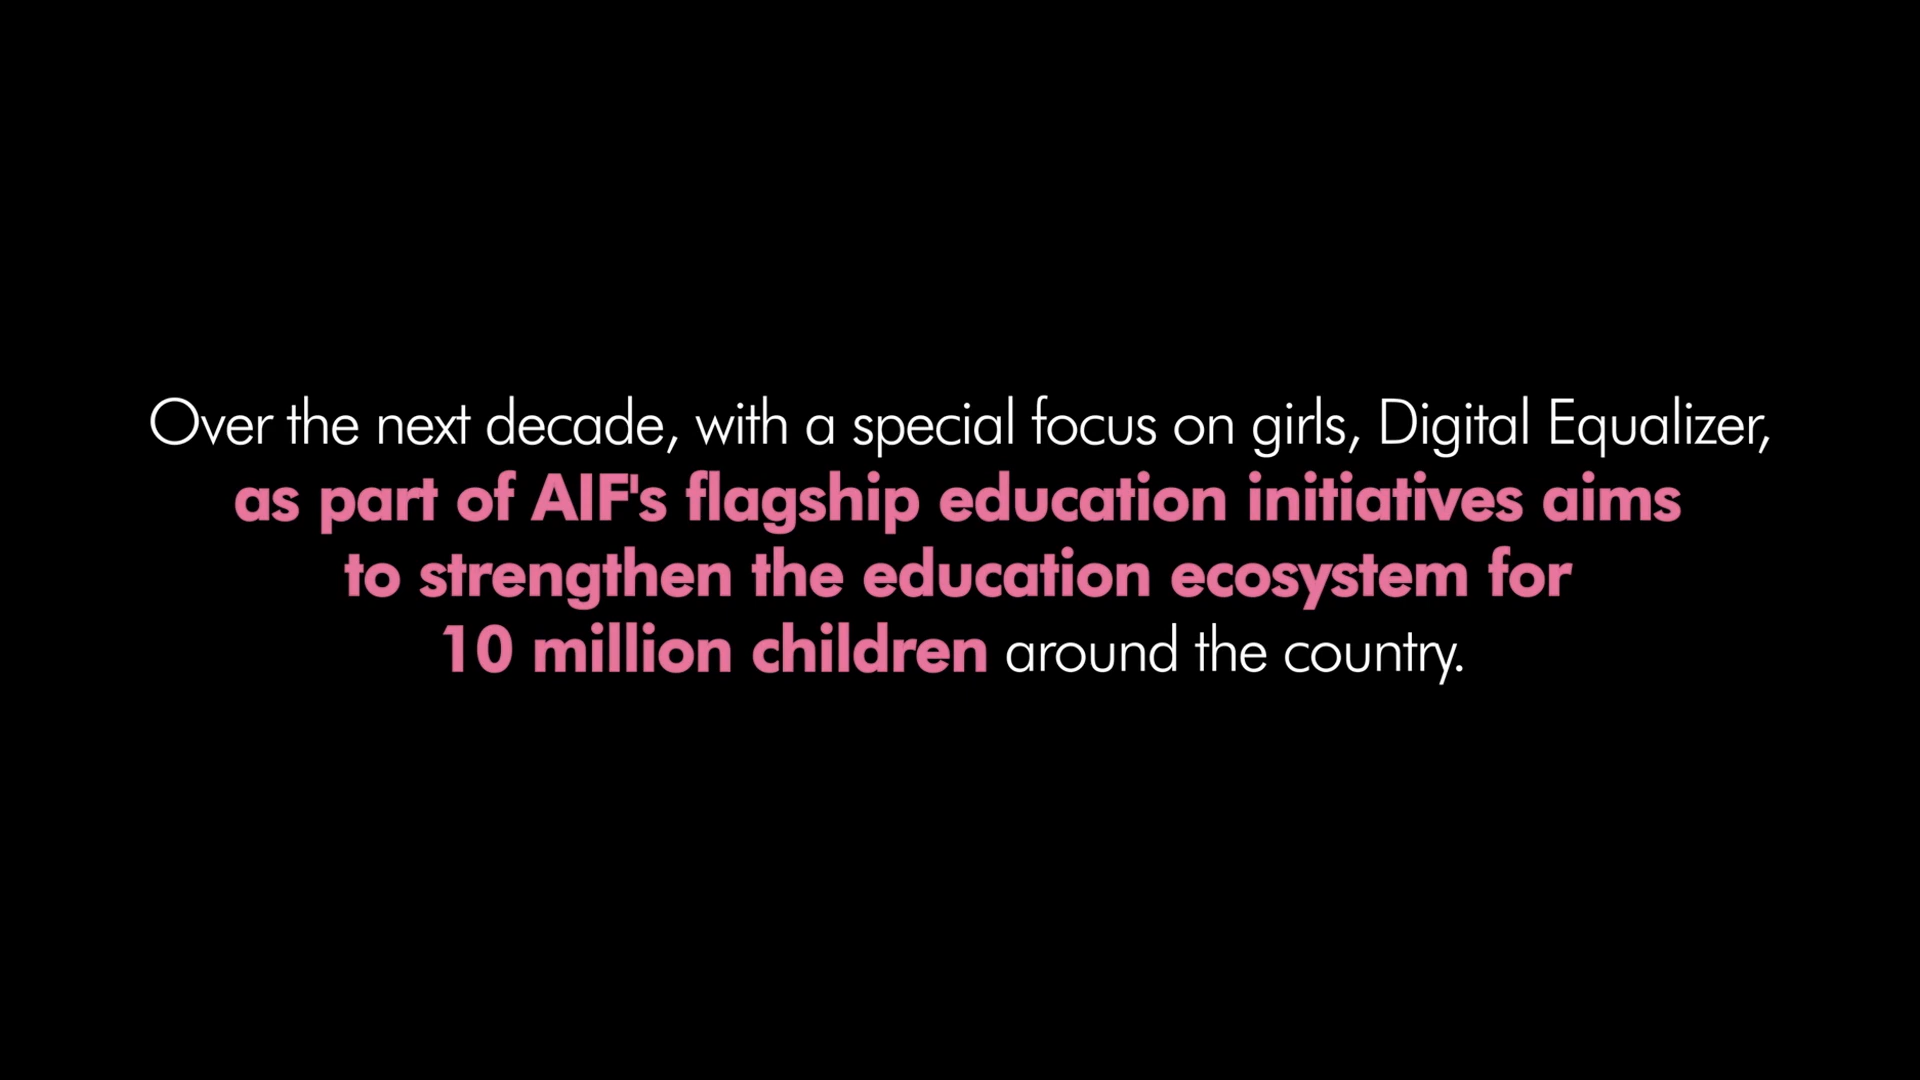 Over the next decade, with a special focus on girls, Digital Equalizer,
as part of AIF's flagship education initiatives aims
to strengthen the education ecosystem for
10 million children around the country.